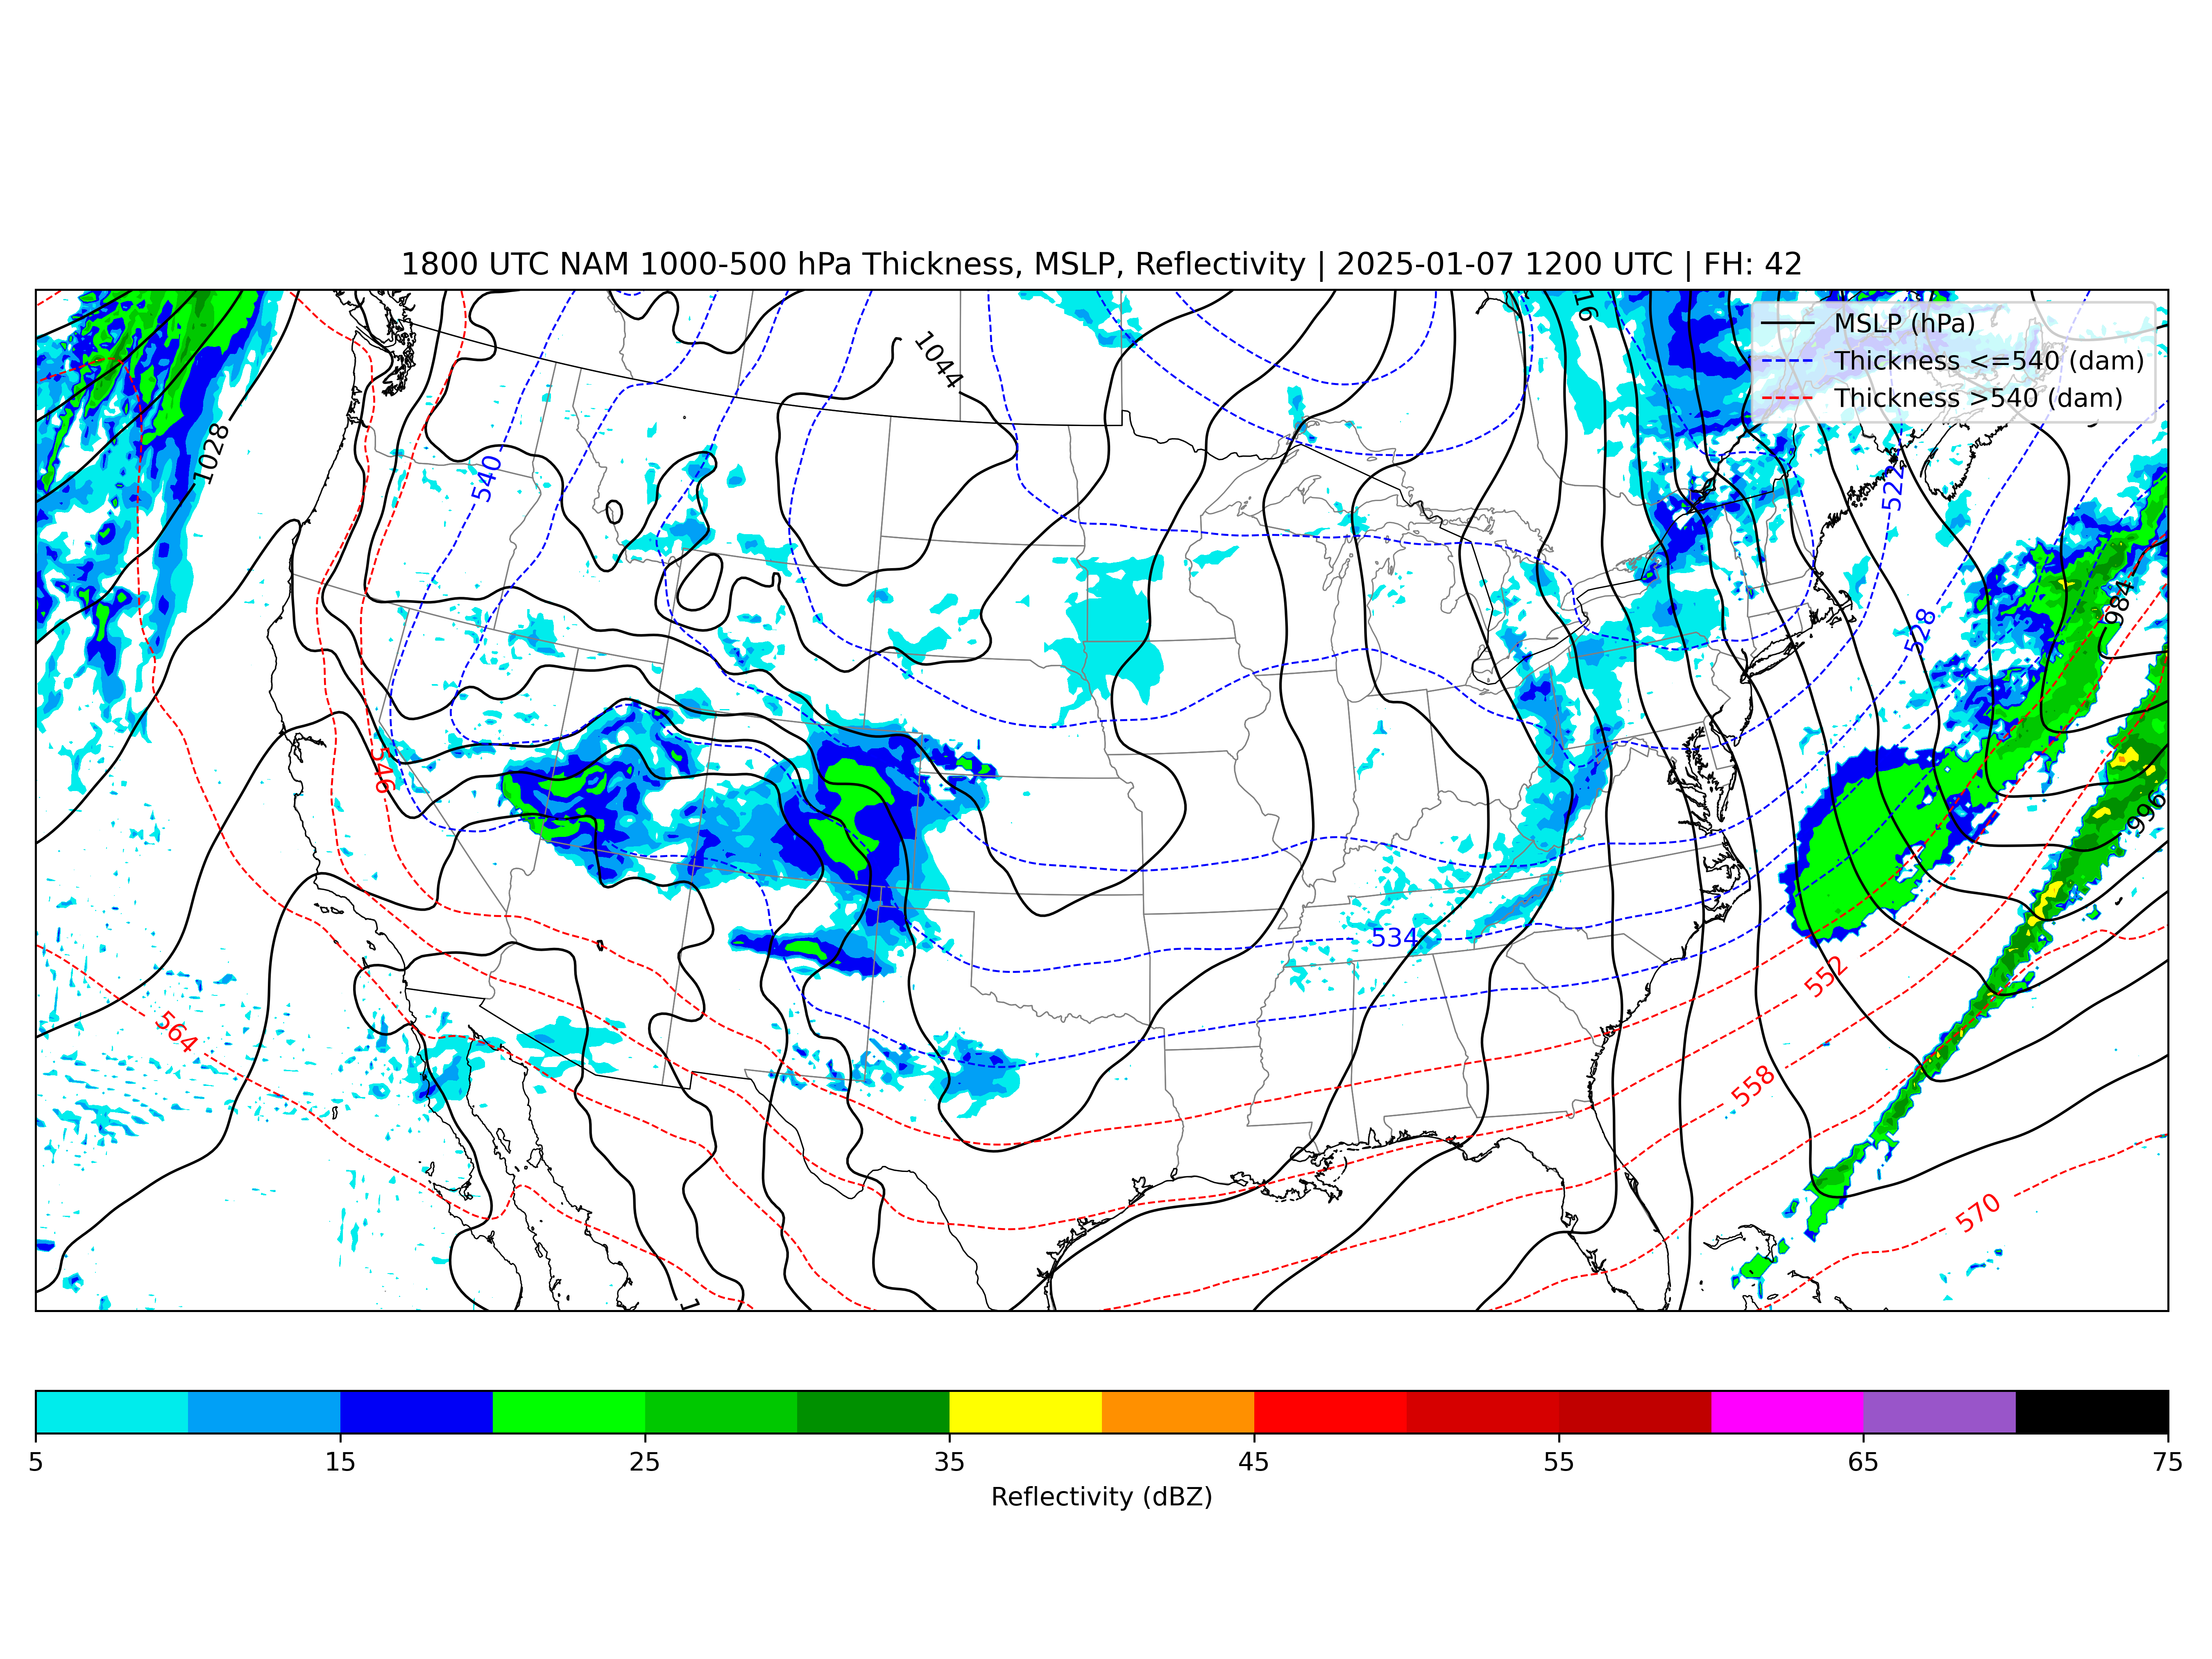 1800 UTC NAM 1000-500 hPa Thickness, MSLP, Reflectivity | 2025-01-07 1200 UTC | FH: 42
MSLP (hPa)
Thickness <=540 (dam)
Thickness >540 (dam)
1044
1028
540
522
528
984
546
996
534
552
564
558
570
5 15 25 35 45 55 65 75
Reflectivity (dBZ)